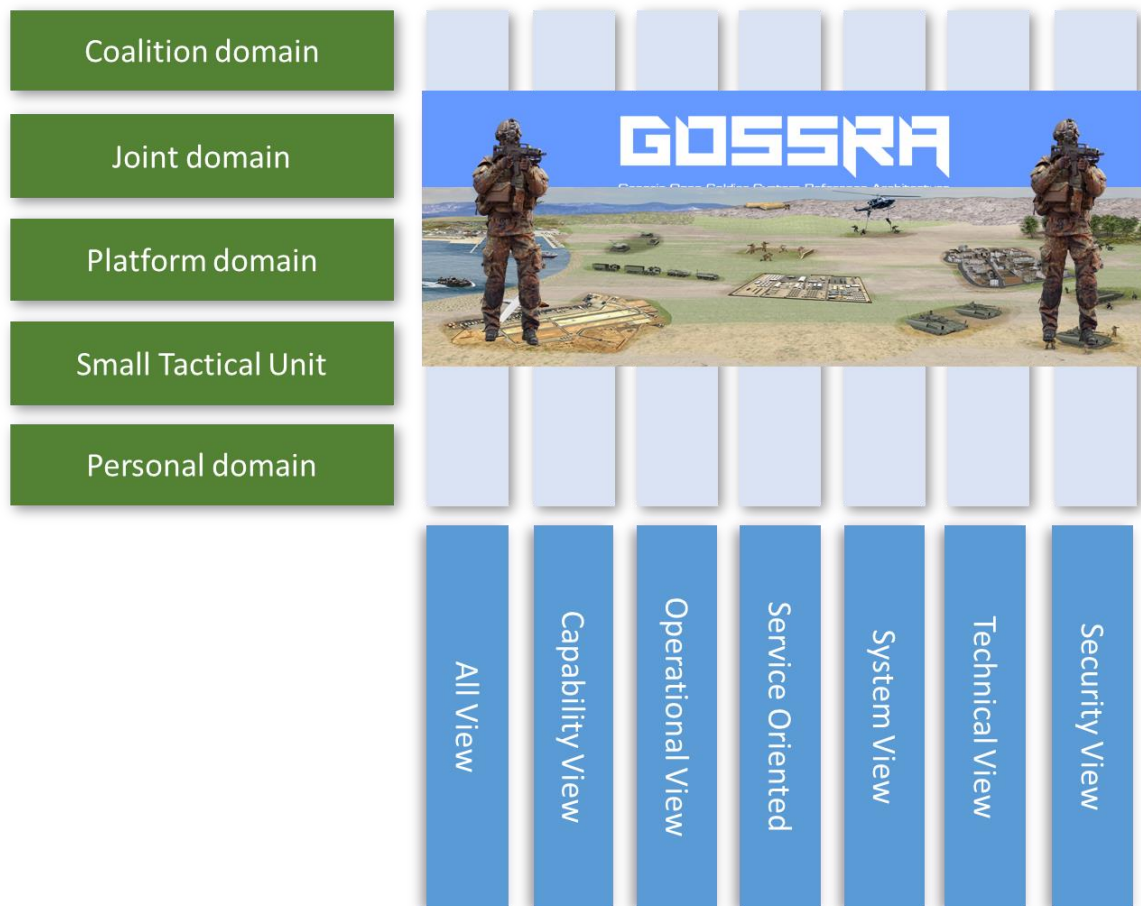 Coalition domain
GOSSRA
Joint domain
Platform domain
Small Tactical Unit
Personal domain
All View
Capability View
Operational View
Service Oriented
System View
Technical View
Security View